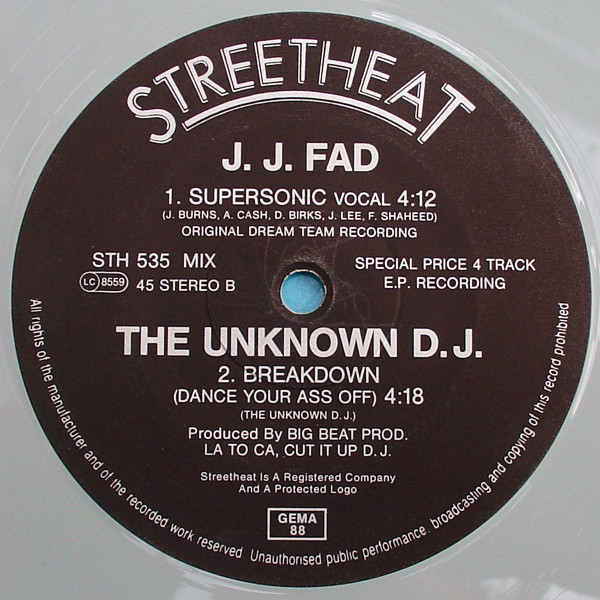 STREETHEAT
J. J. FAD
1. SUPERSONIC VOCAL 4:12
(J. BURNS, A. CASH, D. BIRKS, J. LEE, F. SHAHEED)
ORIGINAL DREAM TEAM RECORDING
STH 535 MIX
LC 8559 45 STEREO B
SPECIAL PRICE 4 TRACK
E.P. RECORDING
THE UNKNOWN D.J.
2. BREAKDOWN
(DANCE YOUR ASS OFF) 4:18
(THE UNKNOWN D.J.)
Produced By BIG BEAT PROD.
LA TO CA, CUT IT UP D.J.
Streetheat Is A Registered Company
And A Protected Logo
GEMA
88
All rights of the manufacturer and of the recorded work reserved. Unauthorised public performance, broadcasting and copying of this record prohibited